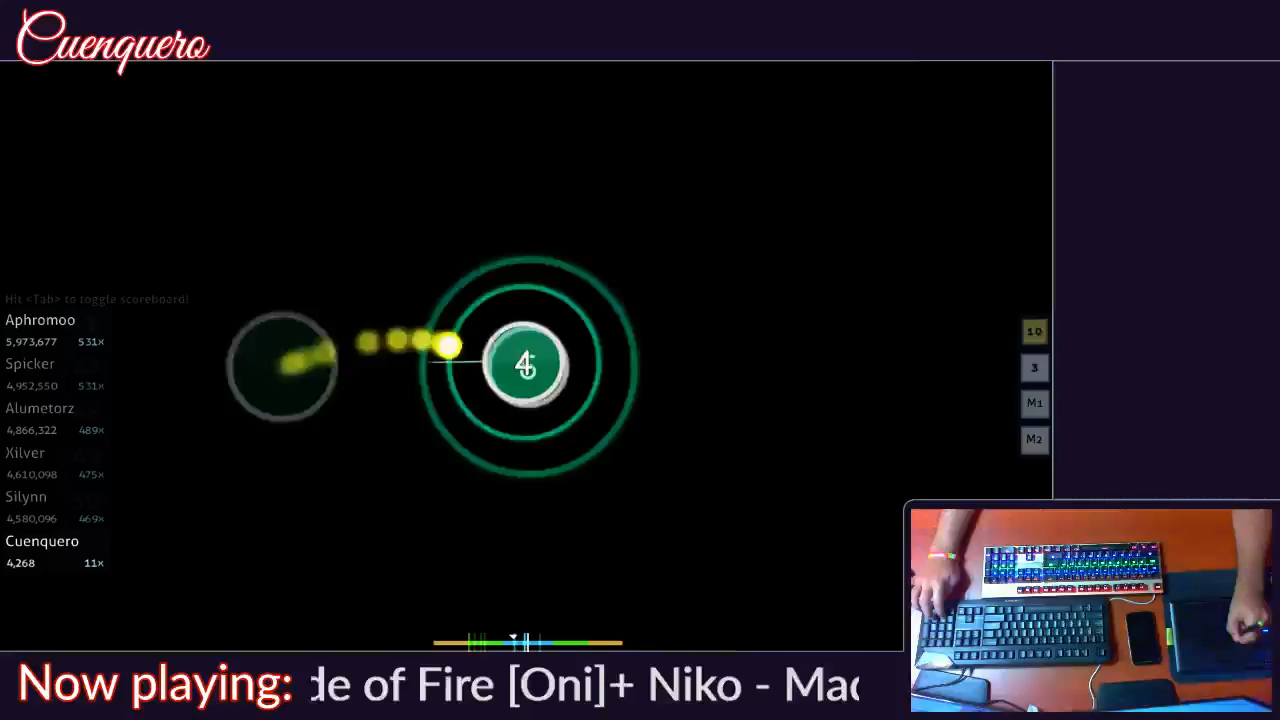 Cuenquero
Hit <Tab> to toggle scoreboard!
Aphromoo
5,973,677 531x
Spicker
4,952,550 531x
Alumetorz
4,866,322 489x
Xilver
4,610,098 475x
Silynn
4,580,096 469x
Cuenquero
4,268 11x
4
10
3
M1
M2
Now playing: de of Fire [Oni]+ Niko - Mad